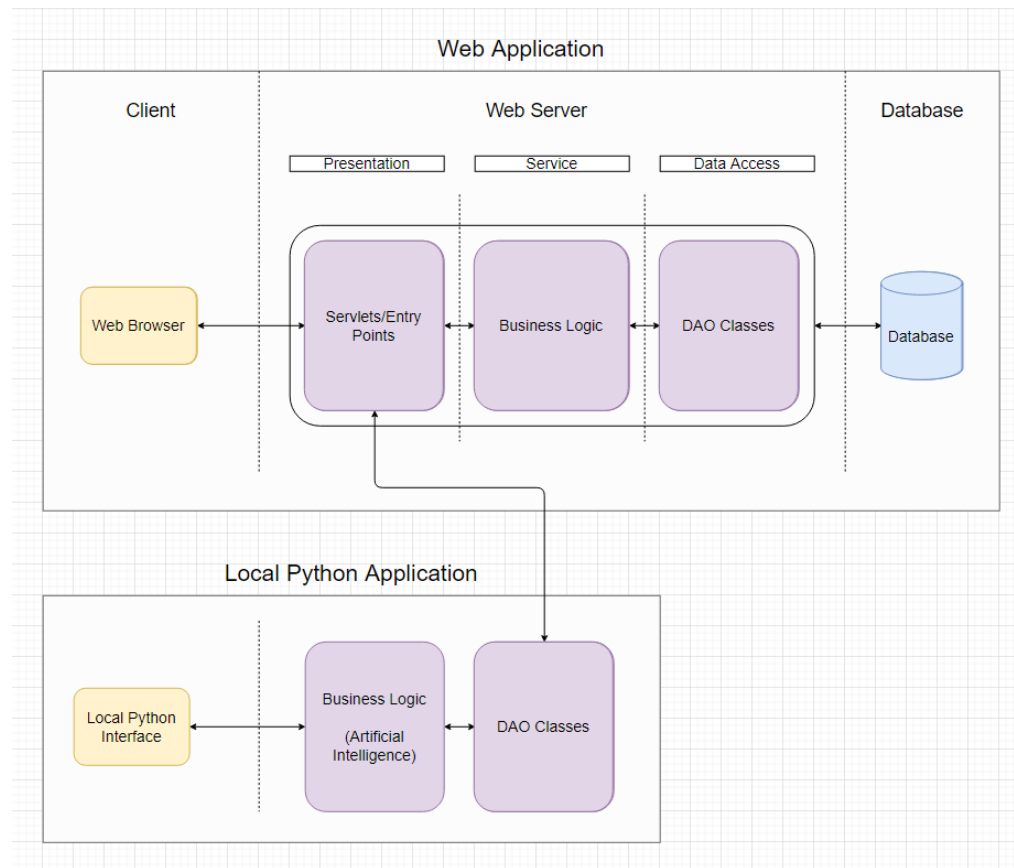 Web Application
Client
Web Server
Database
Presentation
Service
Data Access
Web Browser
Servlets/Entry
Points
Business Logic
DAO Classes
Database
Local Python Application
Local Python
Interface
Business Logic
(Artificial
Intelligence)
DAO Classes